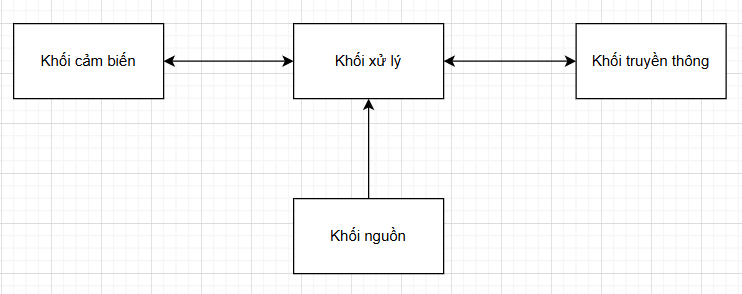 Khối cảm biến
Khối xử lý
Khối truyền thông
Khối nguồn